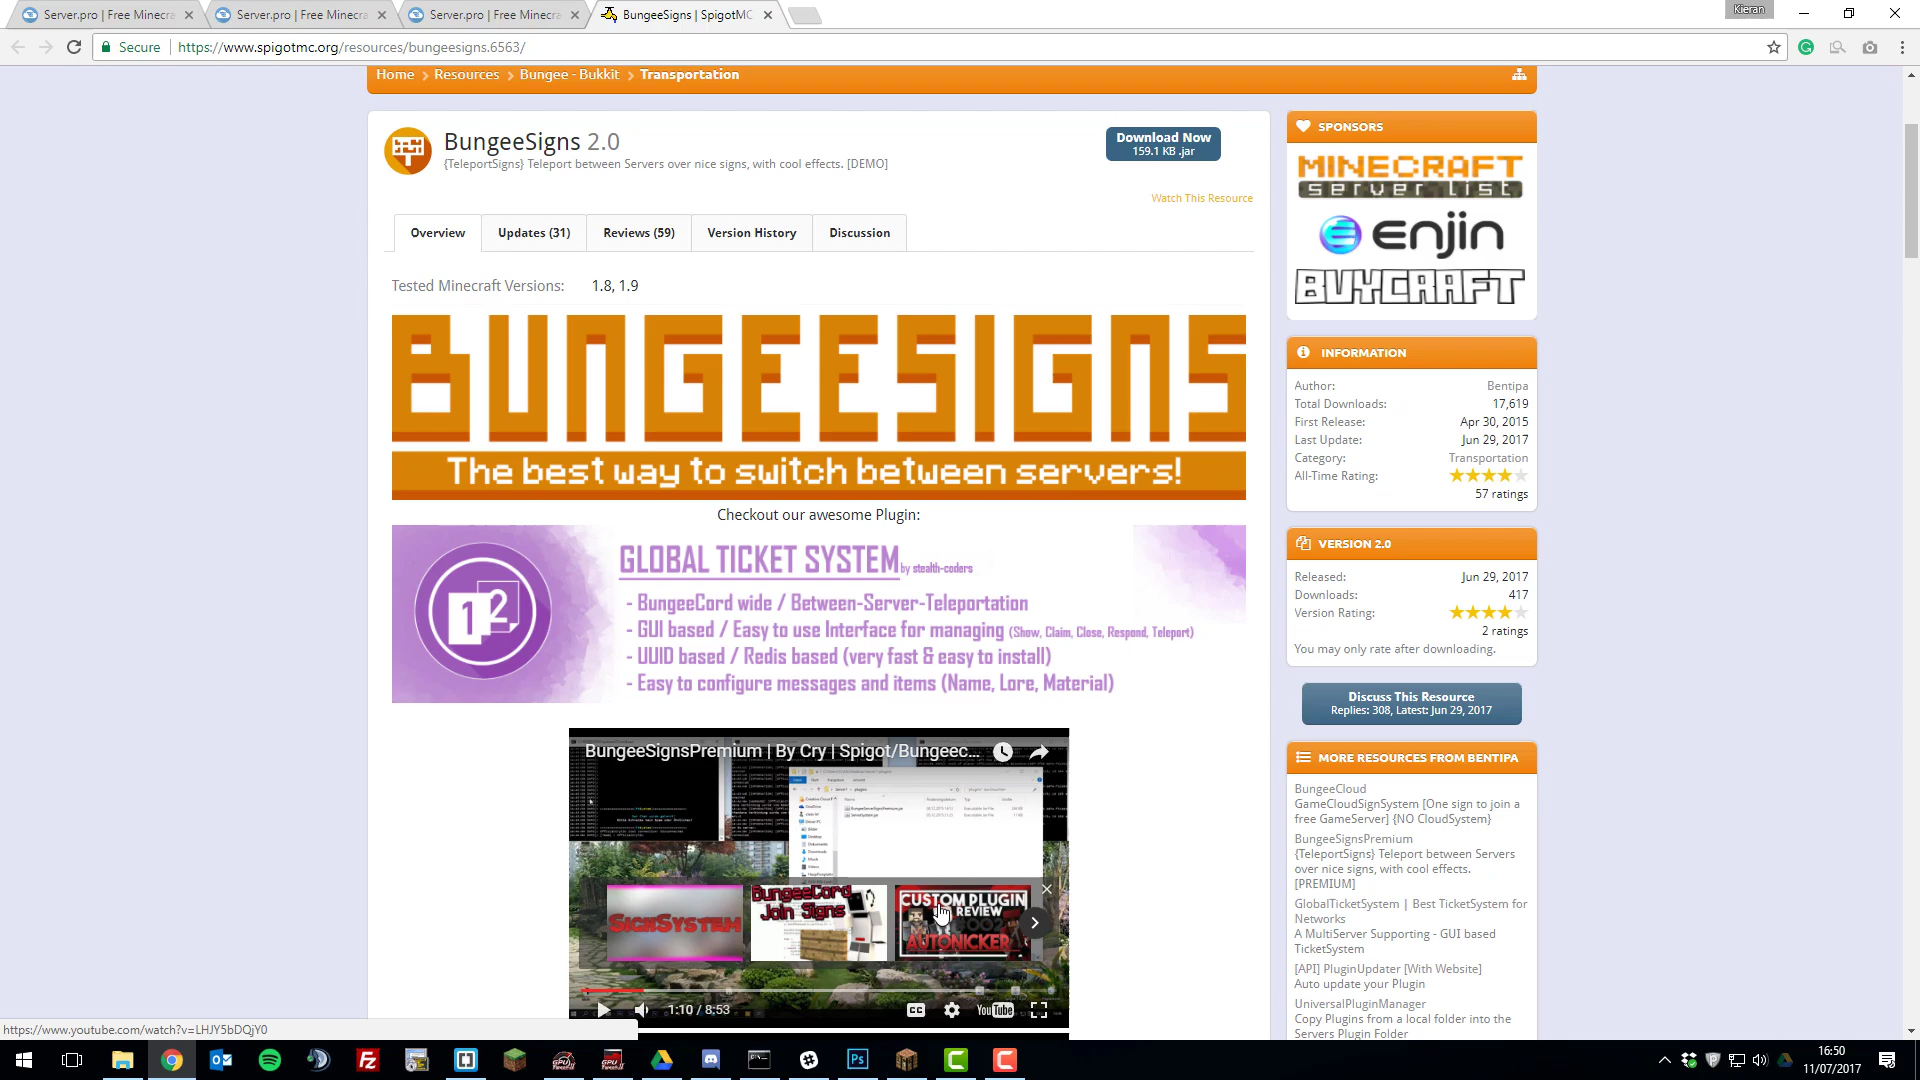 Server.pro | Free Minecra
Server.pro | Free Minecra
Server.pro | Free Minecra
BungeeSigns | SpigotMC
Kieran
Secure
https://www.spigotmc.org/resources/bungeesigns.6563/
Home
Resources
Bungee - Bukkit
Transportation
BungeeSigns 2.0
{TeleportSigns} Teleport between Servers over nice signs, with cool effects. [DEMO]
Download Now
159.1 KB .jar
Watch This Resource
Overview
Updates (31)
Reviews (59)
Version History
Discussion
Tested Minecraft Versions: 1.8, 1.9
BUNGEESIGNS
The best way to switch between servers!
Checkout our awesome Plugin:
12
GLOBAL TICKET SYSTEM by stealth-coders
- BungeeCord wide / Between-Server-Teleportation
- GUI based / Easy to use Interface for managing (Show, Claim, Close, Respond, Teleport)
- UUID based / Redis based (very fast & easy to install)
- Easy to configure messages and items (Name, Lore, Material)
BungeeSignsPremium | By Cry | Spigot/Bungeec...
SIGNSYSTEM
BungeeCord
Join Signs
CUSTOM PLUGIN
REVIEW
AUTONICKER
1:10 / 8:53
CC
YouTube
SPONSORS
MINECRAFT
server list
enjin
BUYCRAFT
INFORMATION
Author: Bentipa
Total Downloads: 17,619
First Release: Apr 30, 2015
Last Update: Jun 29, 2017
Category: Transportation
All-Time Rating:
57 ratings
VERSION 2.0
Released: Jun 29, 2017
Downloads: 417
Version Rating:
2 ratings
You may only rate after downloading.
Discuss This Resource
Replies: 308, Latest: Jun 29, 2017
MORE RESOURCES FROM BENTIPA
BungeeCloud
GameCloudSignSystem [One sign to join a
free GameServer] {NO CloudSystem}
BungeeSignsPremium
{TeleportSigns} Teleport between Servers
over nice signs, with cool effects.
[PREMIUM]
GlobalTicketSystem | Best TicketSystem for
Networks
A MultiServer Supporting - GUI based
TicketSystem
[API] PluginUpdater [With Website]
Auto update your Plugin
UniversalPluginManager
Copy Plugins from a local folder into the
Servers Plugin Folder
https://www.youtube.com/watch?v=LHJY5bDQjY0
16:50
11/07/2017